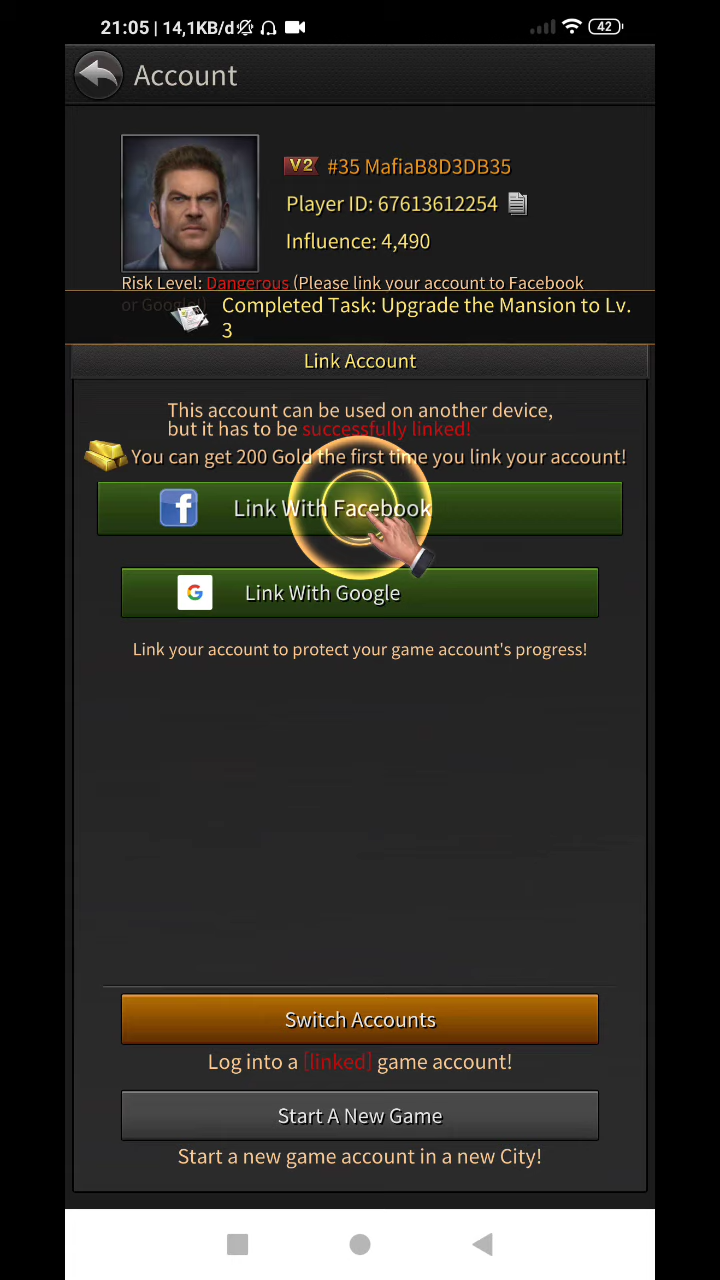 21:05 | 14,1KB/d
42
Account
V2 #35 MafiaB8D3DB35
Player ID: 67613612254
Influence: 4,490
Risk Level: Dangerous (Please link your account to Facebook
or Google!)
Completed Task: Upgrade the Mansion to Lv.
3
Link Account
This account can be used on another device,
but it has to be successfully linked!
You can get 200 Gold the first time you link your account!
f Link With Facebook
G Link With Google
Link your account to protect your game account's progress!
Switch Accounts
Log into a [linked] game account!
Start A New Game
Start a new game account in a new City!